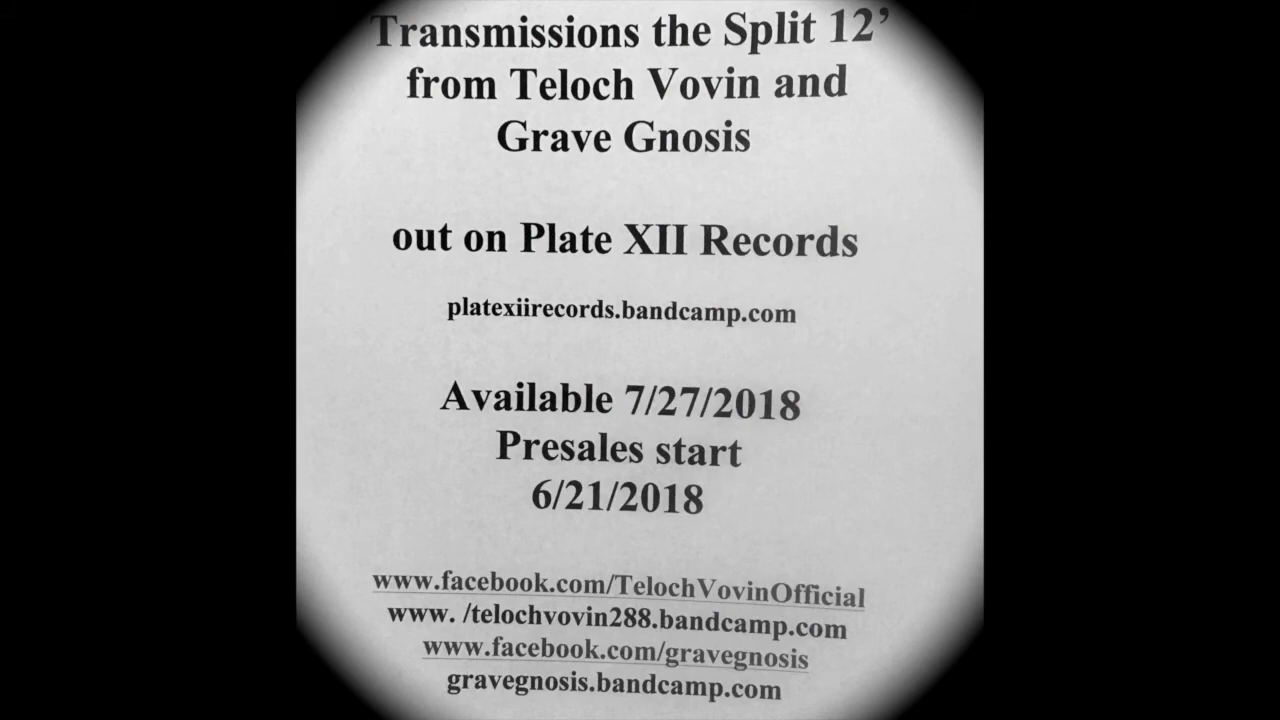 Transmissions the Split 12’
from Teloch Vovin and
Grave Gnosis
out on Plate XII Records
platexiirecords.bandcamp.com
Available 7/27/2018
Presales start
6/21/2018
www.facebook.com/TelochVovinOfficial
www. /telochvovin288.bandcamp.com
www.facebook.com/gravegnosis
gravegnosis.bandcamp.com